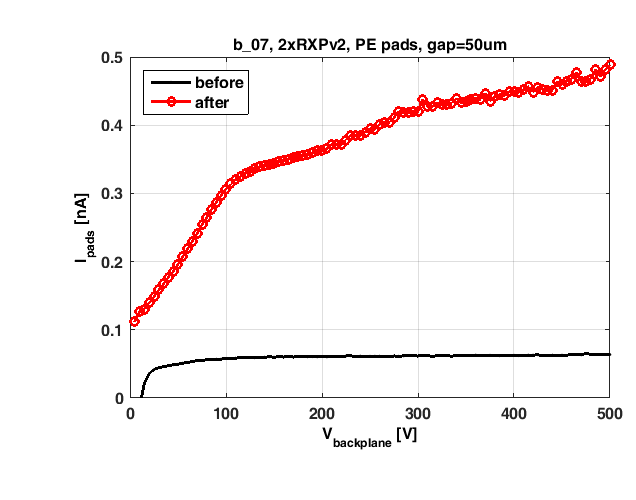 b_07, 2xRXPv2, PE pads, gap=50um
before
after
0.5
0.4
0.3
0.2
0.1
0
I_pads [nA]
0 100 200 300 400 500
V_backplane [V]